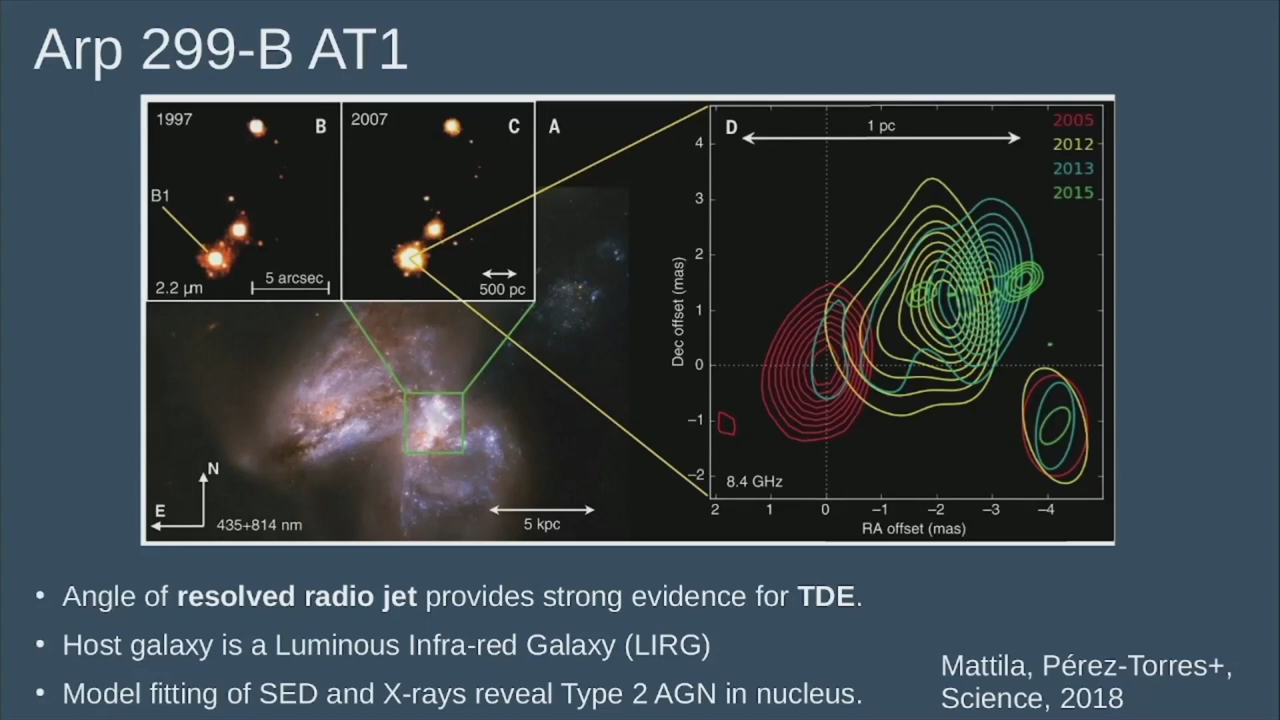 Arp 299-B AT1
1997
B
2007
C
A
B1
2.2 μm
5 arcsec
500 pc
N
E
435+814 nm
5 kpc
D
1 pc
2005
2012
2013
2015
4
3
2
1
0
−1
−2
Dec offset (mas)
8.4 GHz
2 1 0 −1 −2 −3 −4
RA offset (mas)
• Angle of resolved radio jet provides strong evidence for TDE.
• Host galaxy is a Luminous Infra-red Galaxy (LIRG)
• Model fitting of SED and X-rays reveal Type 2 AGN in nucleus.
Mattila, Pérez-Torres+,
Science, 2018